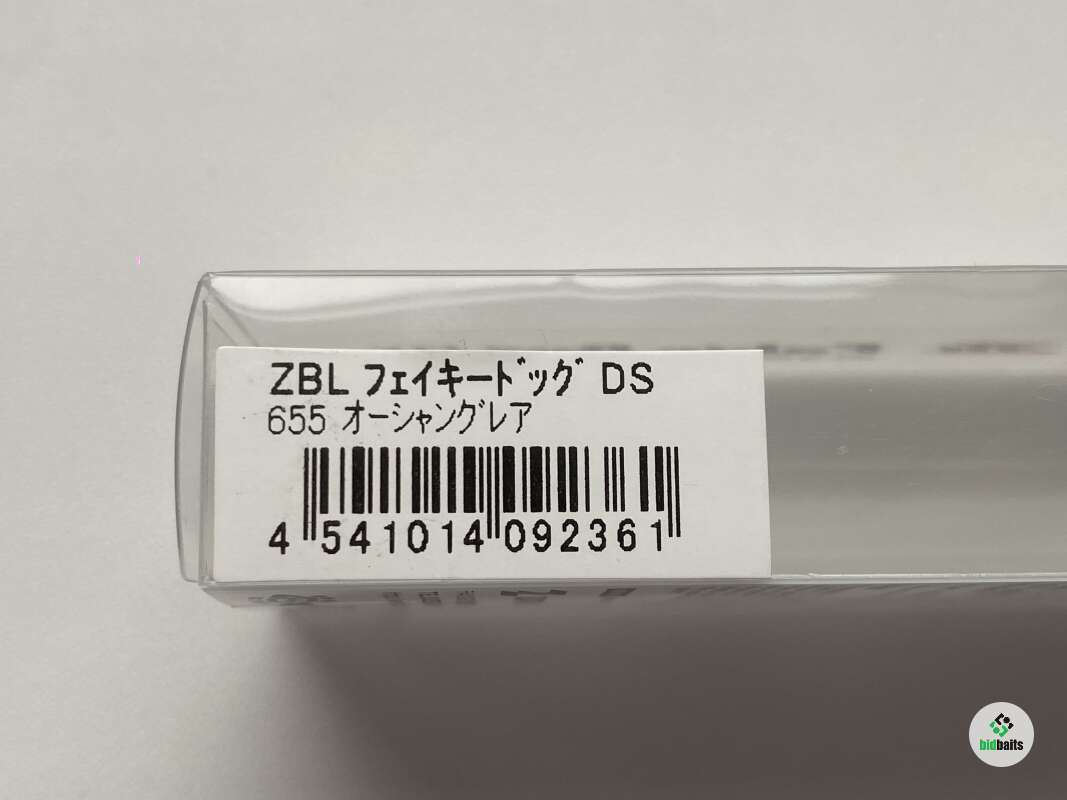 ZBL フェイキードッグ DS
655 オーシャングレア
4 541014 092361
bidbaits